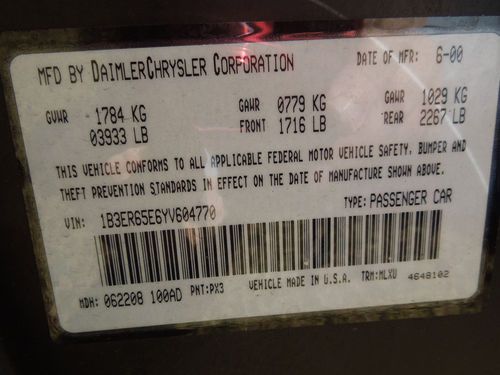 MFD BY DAIMLERCHRYSLER CORPORATION DATE OF MFR: 6-00
GVWR 1784 KG GAWR 0779 KG GAWR 1029 KG
03933 LB FRONT 1716 LB REAR 2267 LB
THIS VEHICLE CONFORMS TO ALL APPLICABLE FEDERAL MOTOR VEHICLE SAFETY, BUMPER AND
THEFT PREVENTION STANDARDS IN EFFECT ON THE DATE OF MANUFACTURE SHOWN ABOVE.
VIN: 1B3ER65E6YV604770 TYPE: PASSENGER CAR
MDH: 062208 100AD PNT:PX3 VEHICLE MADE IN U.S.A. TRM:MLXU 4648102